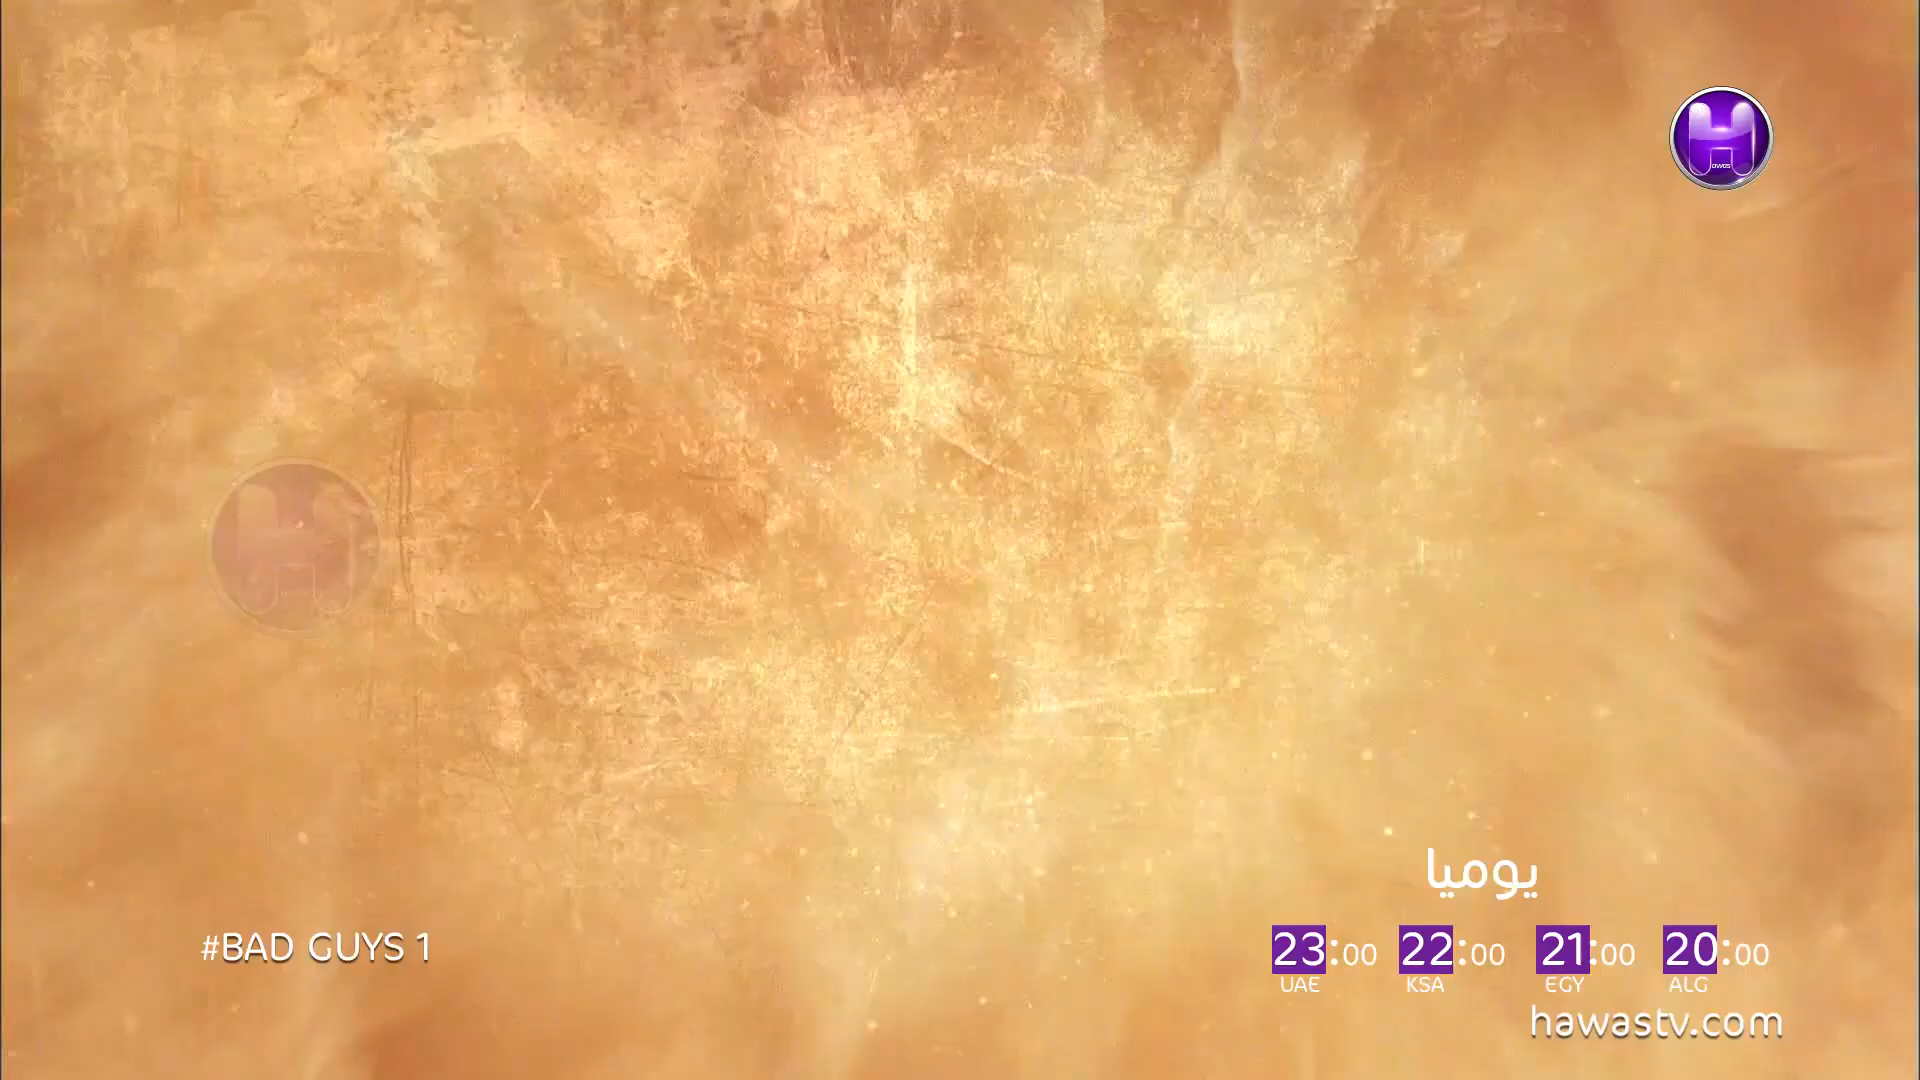 يوميا
#BAD GUYS 1
23:00 22:00 21:00 20:00
UAE KSA EGY ALG
hawastv.com